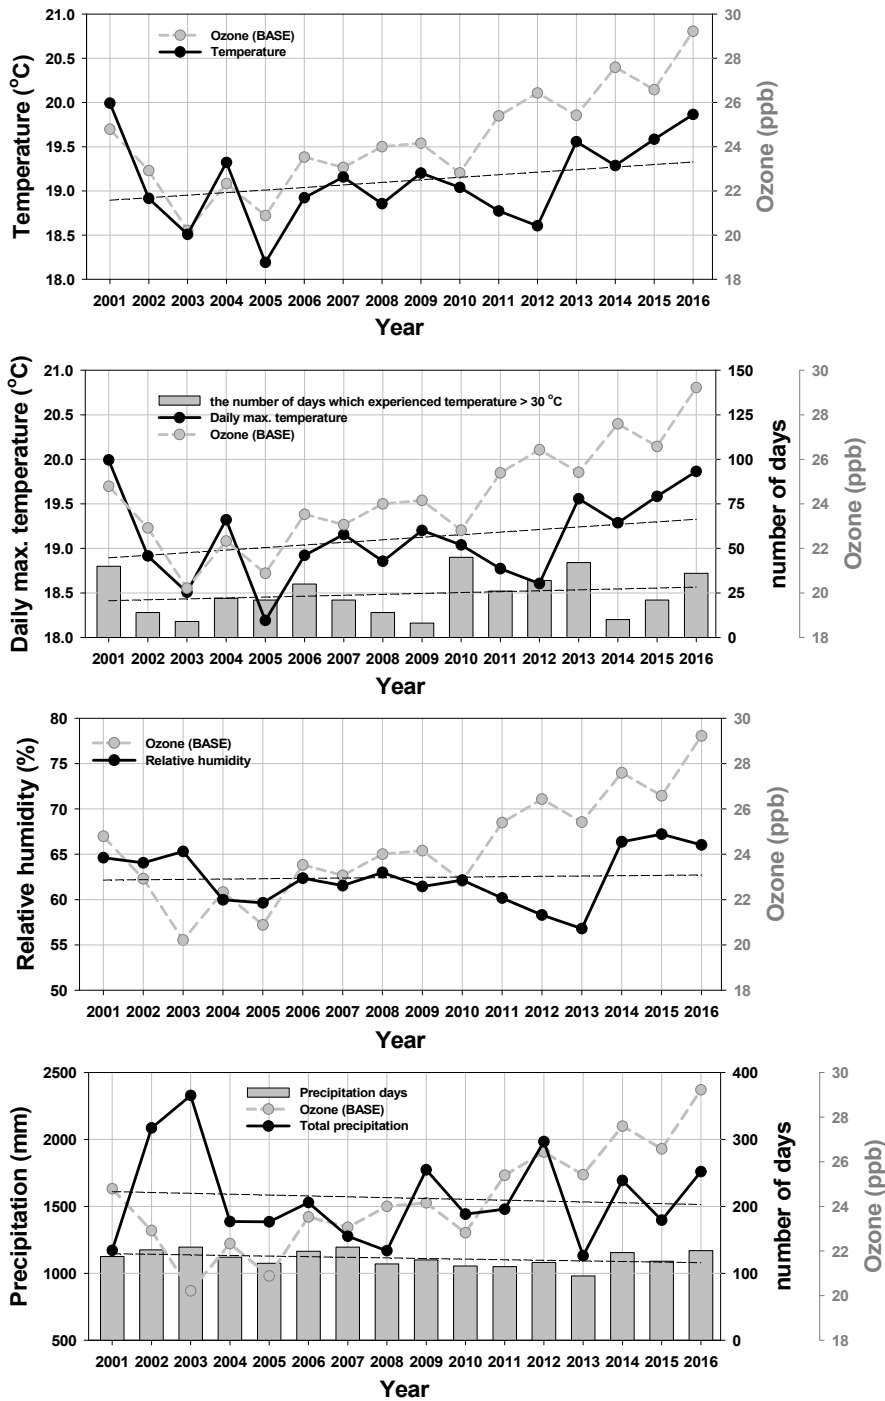 21.0
20.5
20.0
19.5
19.0
18.5
18.0
Temperature (°C)
Ozone (BASE)
Temperature
30
28
26
24
22
20
18
Ozone (ppb)
2001 2002 2003 2004 2005 2006 2007 2008 2009 2010 2011 2012 2013 2014 2015 2016
Year
21.0
20.5
20.0
19.5
19.0
18.5
18.0
Daily max. temperature (°C)
the number of days which experienced temperature > 30 °C
Daily max. temperature
Ozone (BASE)
150
125
100
75
50
25
0
number of days
30
28
26
24
22
20
18
Ozone (ppb)
2001 2002 2003 2004 2005 2006 2007 2008 2009 2010 2011 2012 2013 2014 2015 2016
Year
80
75
70
65
60
55
50
Relative humidity (%)
Ozone (BASE)
Relative humidity
30
28
26
24
22
20
18
Ozone (ppb)
2001 2002 2003 2004 2005 2006 2007 2008 2009 2010 2011 2012 2013 2014 2015 2016
Year
2500
2000
1500
1000
500
Precipitation (mm)
Precipitation days
Ozone (BASE)
Total precipitation
400
300
200
100
0
number of days
30
28
26
24
22
20
18
Ozone (ppb)
2001 2002 2003 2004 2005 2006 2007 2008 2009 2010 2011 2012 2013 2014 2015 2016
Year